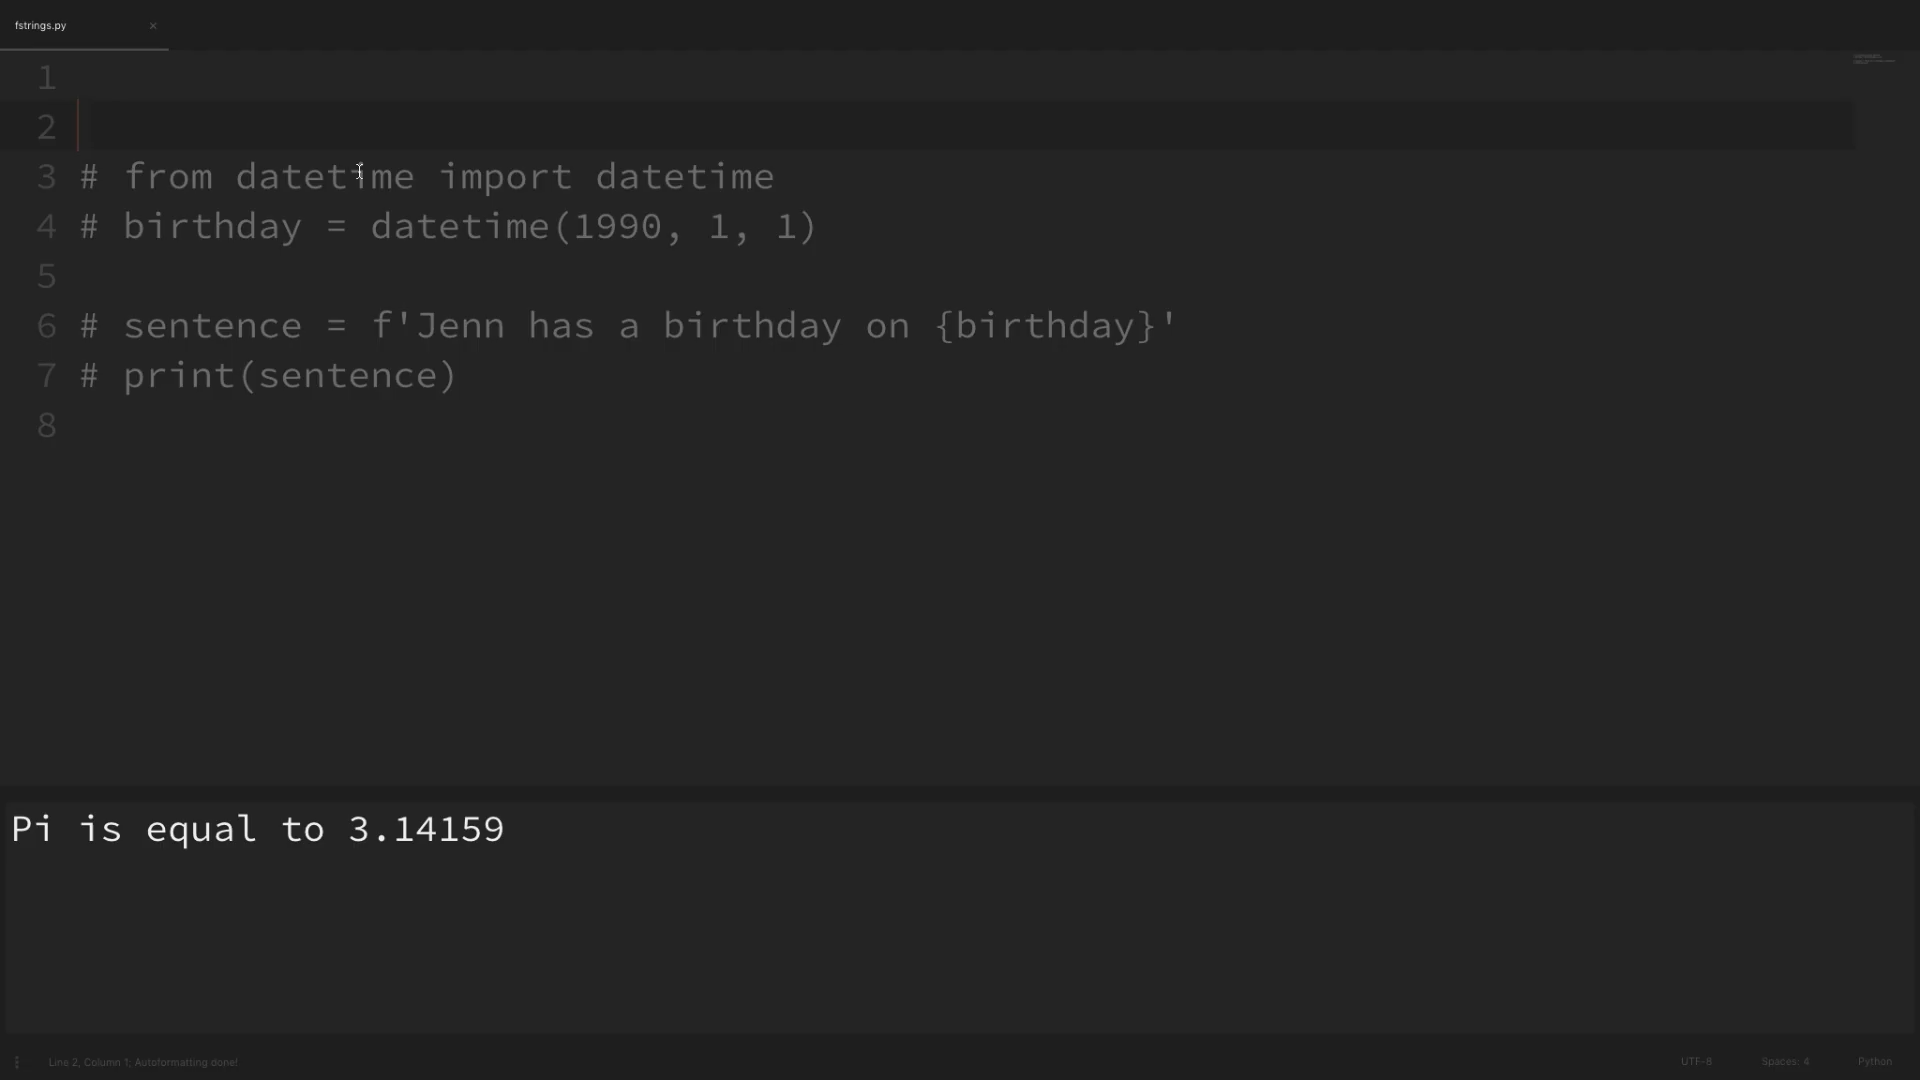 fstrings.py ×
1
2
3 # from datetime import datetime
4 # birthday = datetime(1990, 1, 1)
5
6 # sentence = f'Jenn has a birthday on {birthday}'
7 # print(sentence)
8
Pi is equal to 3.14159
Line 2, Column 1; Autoformatting done! UTF-8 Spaces: 4 Python